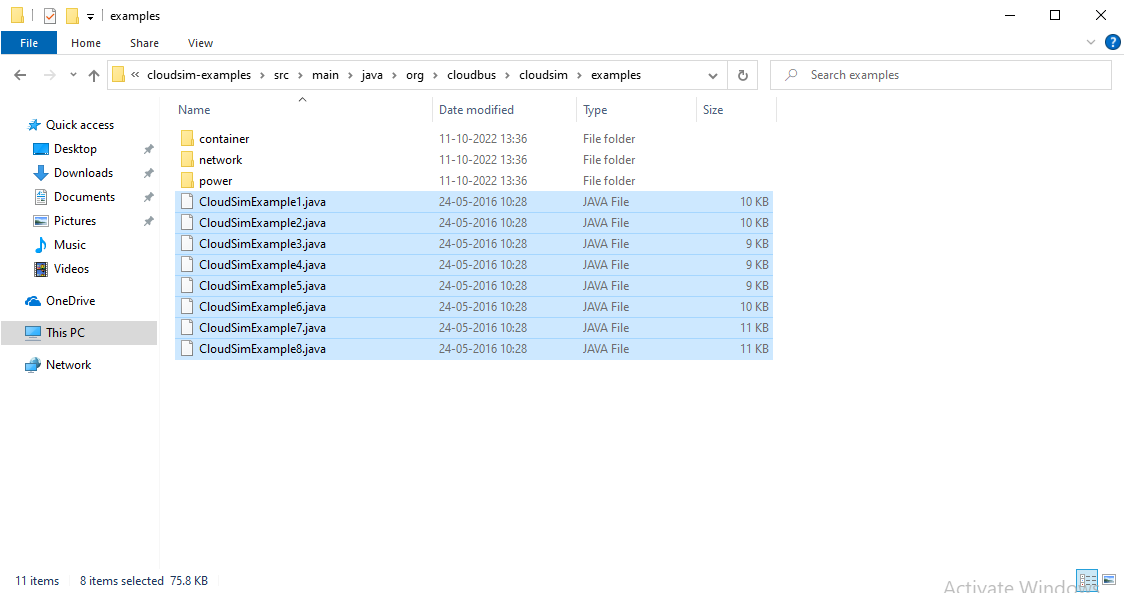 examples
File Home Share View
?
« cloudsim-examples › src › main › java › org › cloudbus › cloudsim › examples
Search examples
Name Date modified Type Size
Quick access
Desktop
Downloads
Documents
Pictures
Music
Videos
OneDrive
This PC
Network
container 11-10-2022 13:36 File folder
network 11-10-2022 13:36 File folder
power 11-10-2022 13:36 File folder
CloudSimExample1.java 24-05-2016 10:28 JAVA File 10 KB
CloudSimExample2.java 24-05-2016 10:28 JAVA File 10 KB
CloudSimExample3.java 24-05-2016 10:28 JAVA File 9 KB
CloudSimExample4.java 24-05-2016 10:28 JAVA File 9 KB
CloudSimExample5.java 24-05-2016 10:28 JAVA File 9 KB
CloudSimExample6.java 24-05-2016 10:28 JAVA File 10 KB
CloudSimExample7.java 24-05-2016 10:28 JAVA File 11 KB
CloudSimExample8.java 24-05-2016 10:28 JAVA File 11 KB
11 items 8 items selected 75.8 KB
Activate Windows